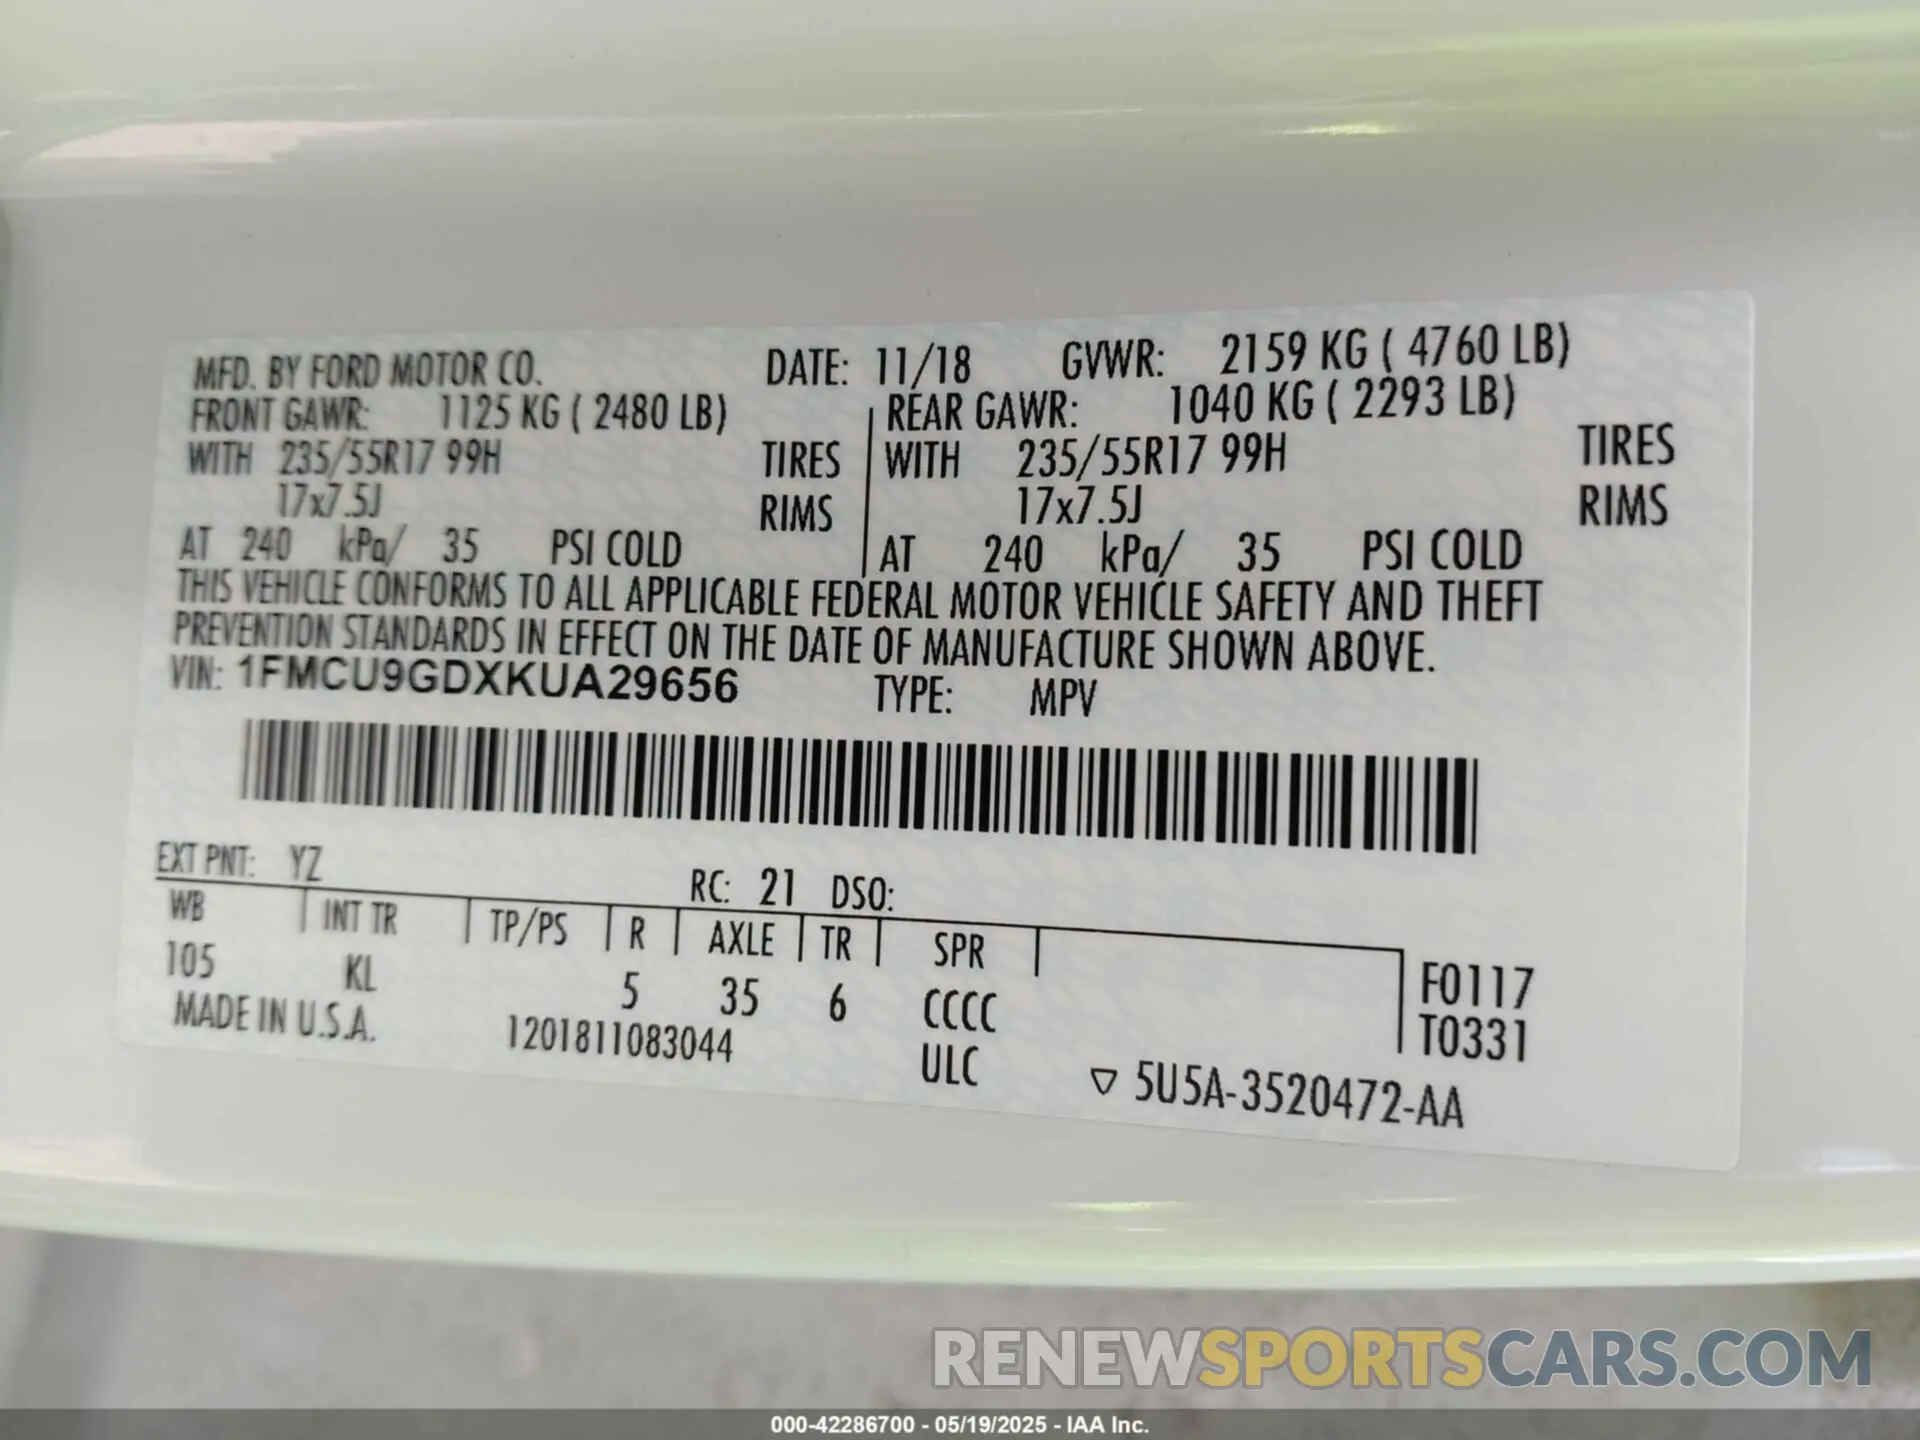 MFD. BY FORD MOTOR CO. DATE: 11/18 GVWR: 2159 KG ( 4760 LB)
FRONT GAWR: 1125 KG ( 2480 LB) REAR GAWR: 1040 KG ( 2293 LB)
WITH 235/55R17 99H TIRES WITH 235/55R17 99H TIRES
17x7.5J RIMS 17x7.5J RIMS
AT 240 kPa/ 35 PSI COLD AT 240 kPa/ 35 PSI COLD
THIS VEHICLE CONFORMS TO ALL APPLICABLE FEDERAL MOTOR VEHICLE SAFETY AND THEFT
PREVENTION STANDARDS IN EFFECT ON THE DATE OF MANUFACTURE SHOWN ABOVE.
VIN: 1FMCU9GDXKUA29656 TYPE: MPV
EXT PNT: YZ RC: 21 DSO:
WB INT TR TP/PS R AXLE TR SPR
105 KL 5 35 6 CCCC F0117
MADE IN U.S.A. 1201811083044 ULC T0331
▽ 5U5A-3520472-AA
RENEWSPORTSCARS.COM
000-42286700 - 05/19/2025 - IAA Inc.